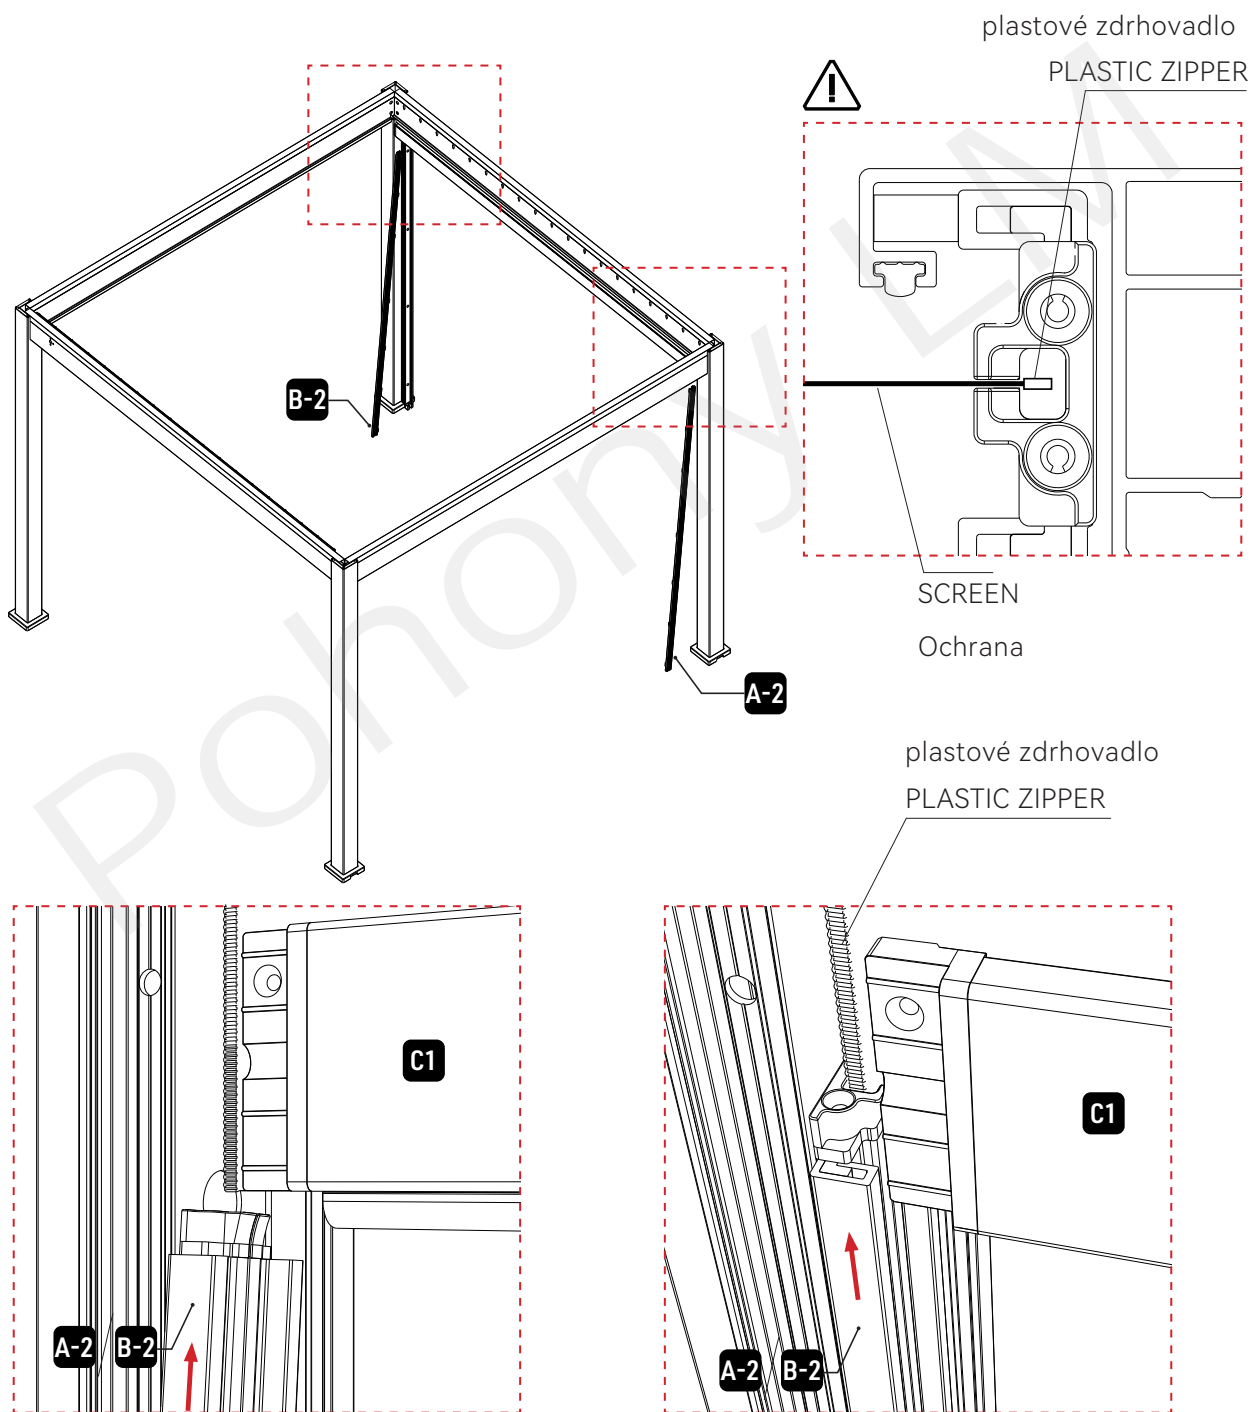 plastové zdrhovadlo
PLASTIC ZIPPER
B-2
A-2
SCREEN
Ochrana
Pohony LM
plastové zdrhovadlo
PLASTIC ZIPPER
C1
A-2
B-2
C1
A-2
B-2